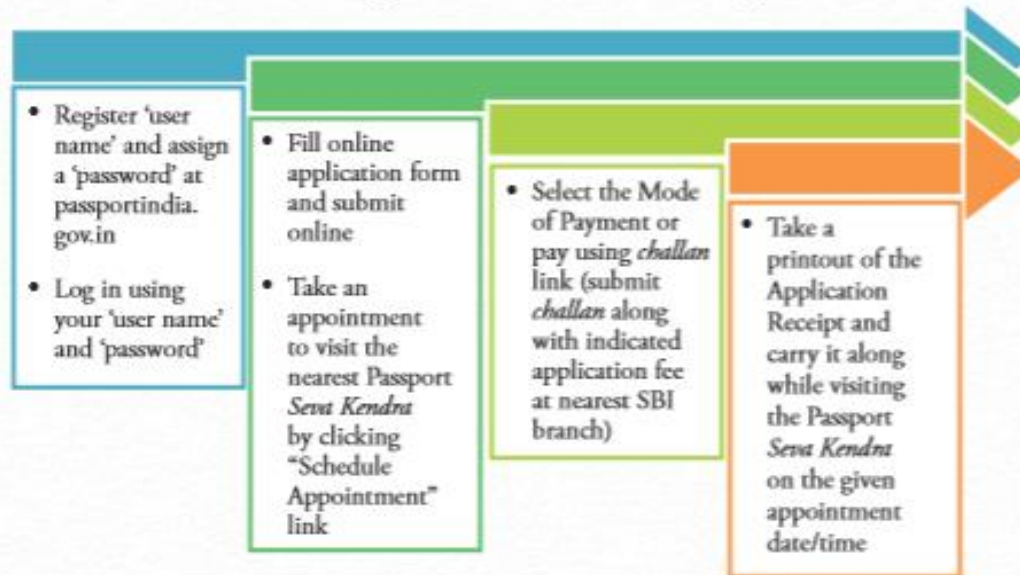 • Register ‘user
name’ and assign
a ‘password’ at
passportindia.
gov.in
• Log in using
your ‘user name’
and ‘password’
• Fill online
application form
and submit
online
• Take an
appointment
to visit the
nearest Passport
Seva Kendra
by clicking
“Schedule
Appointment”
link
• Select the Mode
of Payment or
pay using challan
link (submit
challan along
with indicated
application fee
at nearest SBI
branch)
• Take a
printout of the
Application
Receipt and
carry it along
while visiting
the Passport
Seva Kendra
on the given
appointment
date/time